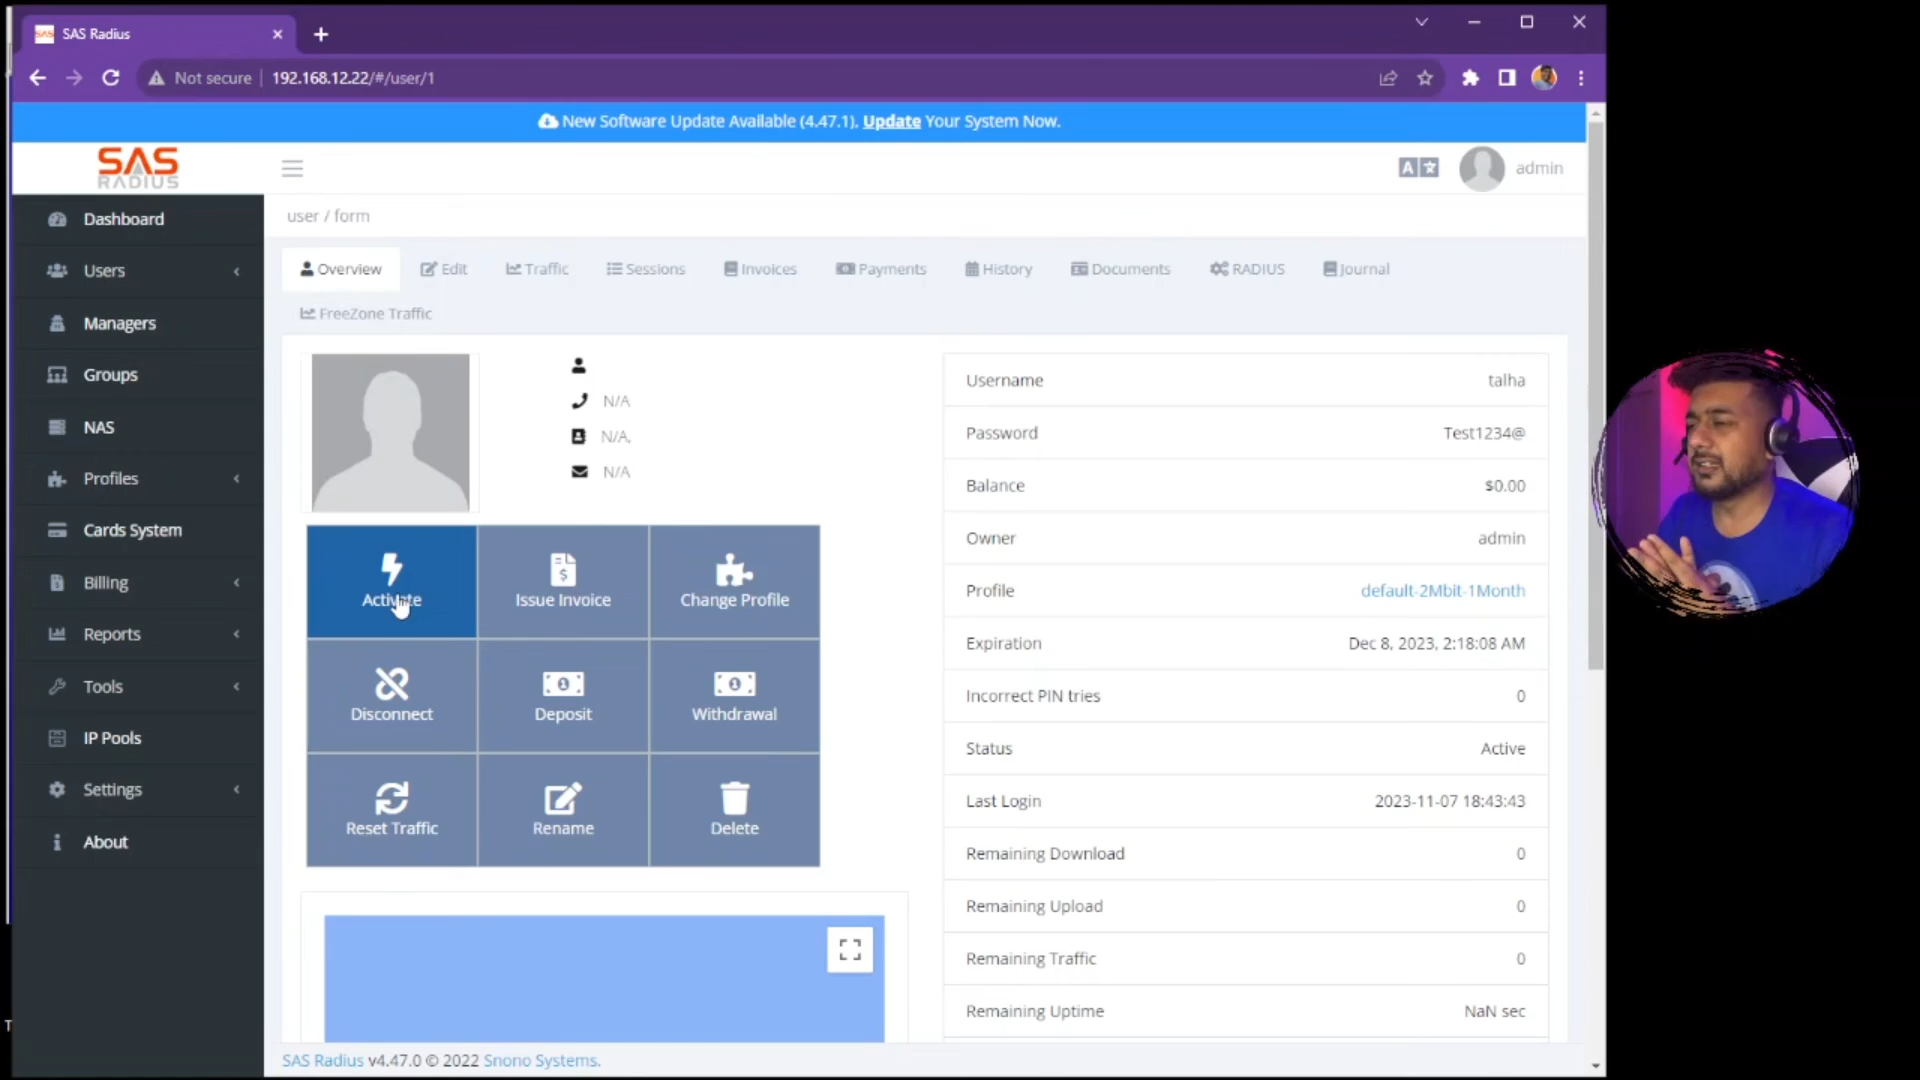 SAS Radius
Not secure
192.168.12.22/#/user/1
New Software Update Available (4.47.1), Update Your System Now.
SAS
RADIUS
admin
Dashboard
Users
Managers
Groups
NAS
Profiles
Cards System
Billing
Reports
Tools
IP Pools
Settings
About
user / form
Overview
Edit
Traffic
Sessions
Invoices
Payments
History
Documents
RADIUS
Journal
FreeZone Traffic
N/A
N/A,
N/A
Activate
Issue Invoice
Change Profile
Disconnect
Deposit
Withdrawal
Reset Traffic
Rename
Delete
Username talha
Password Test1234@
Balance $0.00
Owner admin
Profile default-2Mbit-1Month
Expiration Dec 8, 2023, 2:18:08 AM
Incorrect PIN tries 0
Status Active
Last Login 2023-11-07 18:43:43
Remaining Download 0
Remaining Upload 0
Remaining Traffic 0
Remaining Uptime NaN sec
SAS Radius v4.47.0 © 2022 Snono Systems.